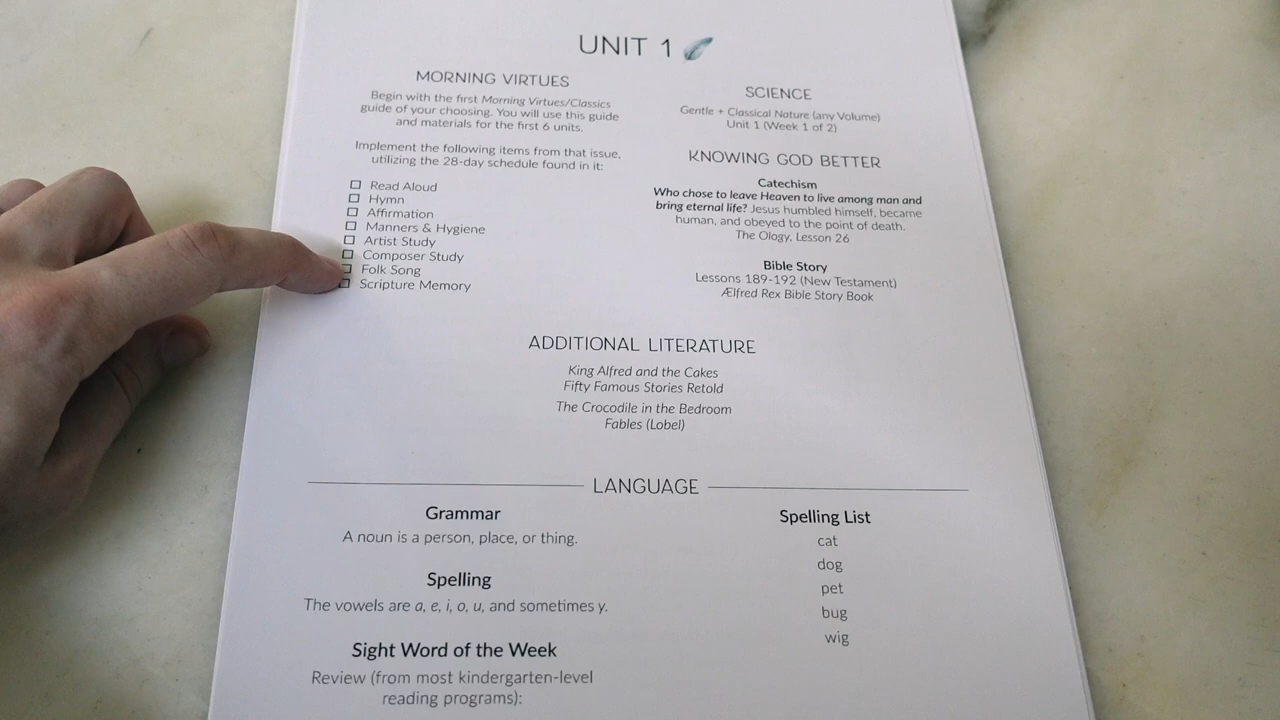 UNIT 1
MORNING VIRTUES
Begin with the first Morning Virtues/Classics
guide of your choosing. You will use this guide
and materials for the first 6 units.
Implement the following items from that issue,
utilizing the 28-day schedule found in it:
Read Aloud
Hymn
Affirmation
Manners & Hygiene
Artist Study
Composer Study
Folk Song
Scripture Memory
SCIENCE
Gentle + Classical Nature (any Volume)
Unit 1 (Week 1 of 2)
KNOWING GOD BETTER
Catechism
Who chose to leave Heaven to live among man and
bring eternal life? Jesus humbled himself, became
human, and obeyed to the point of death.
The Ology, Lesson 26
Bible Story
Lessons 189-192 (New Testament)
Ælfred Rex Bible Story Book
ADDITIONAL LITERATURE
King Alfred and the Cakes
Fifty Famous Stories Retold
The Crocodile in the Bedroom
Fables (Lobel)
LANGUAGE
Grammar
A noun is a person, place, or thing.
Spelling
The vowels are a, e, i, o, u, and sometimes y.
Sight Word of the Week
Review (from most kindergarten-level
reading programs):
Spelling List
cat
dog
pet
bug
wig